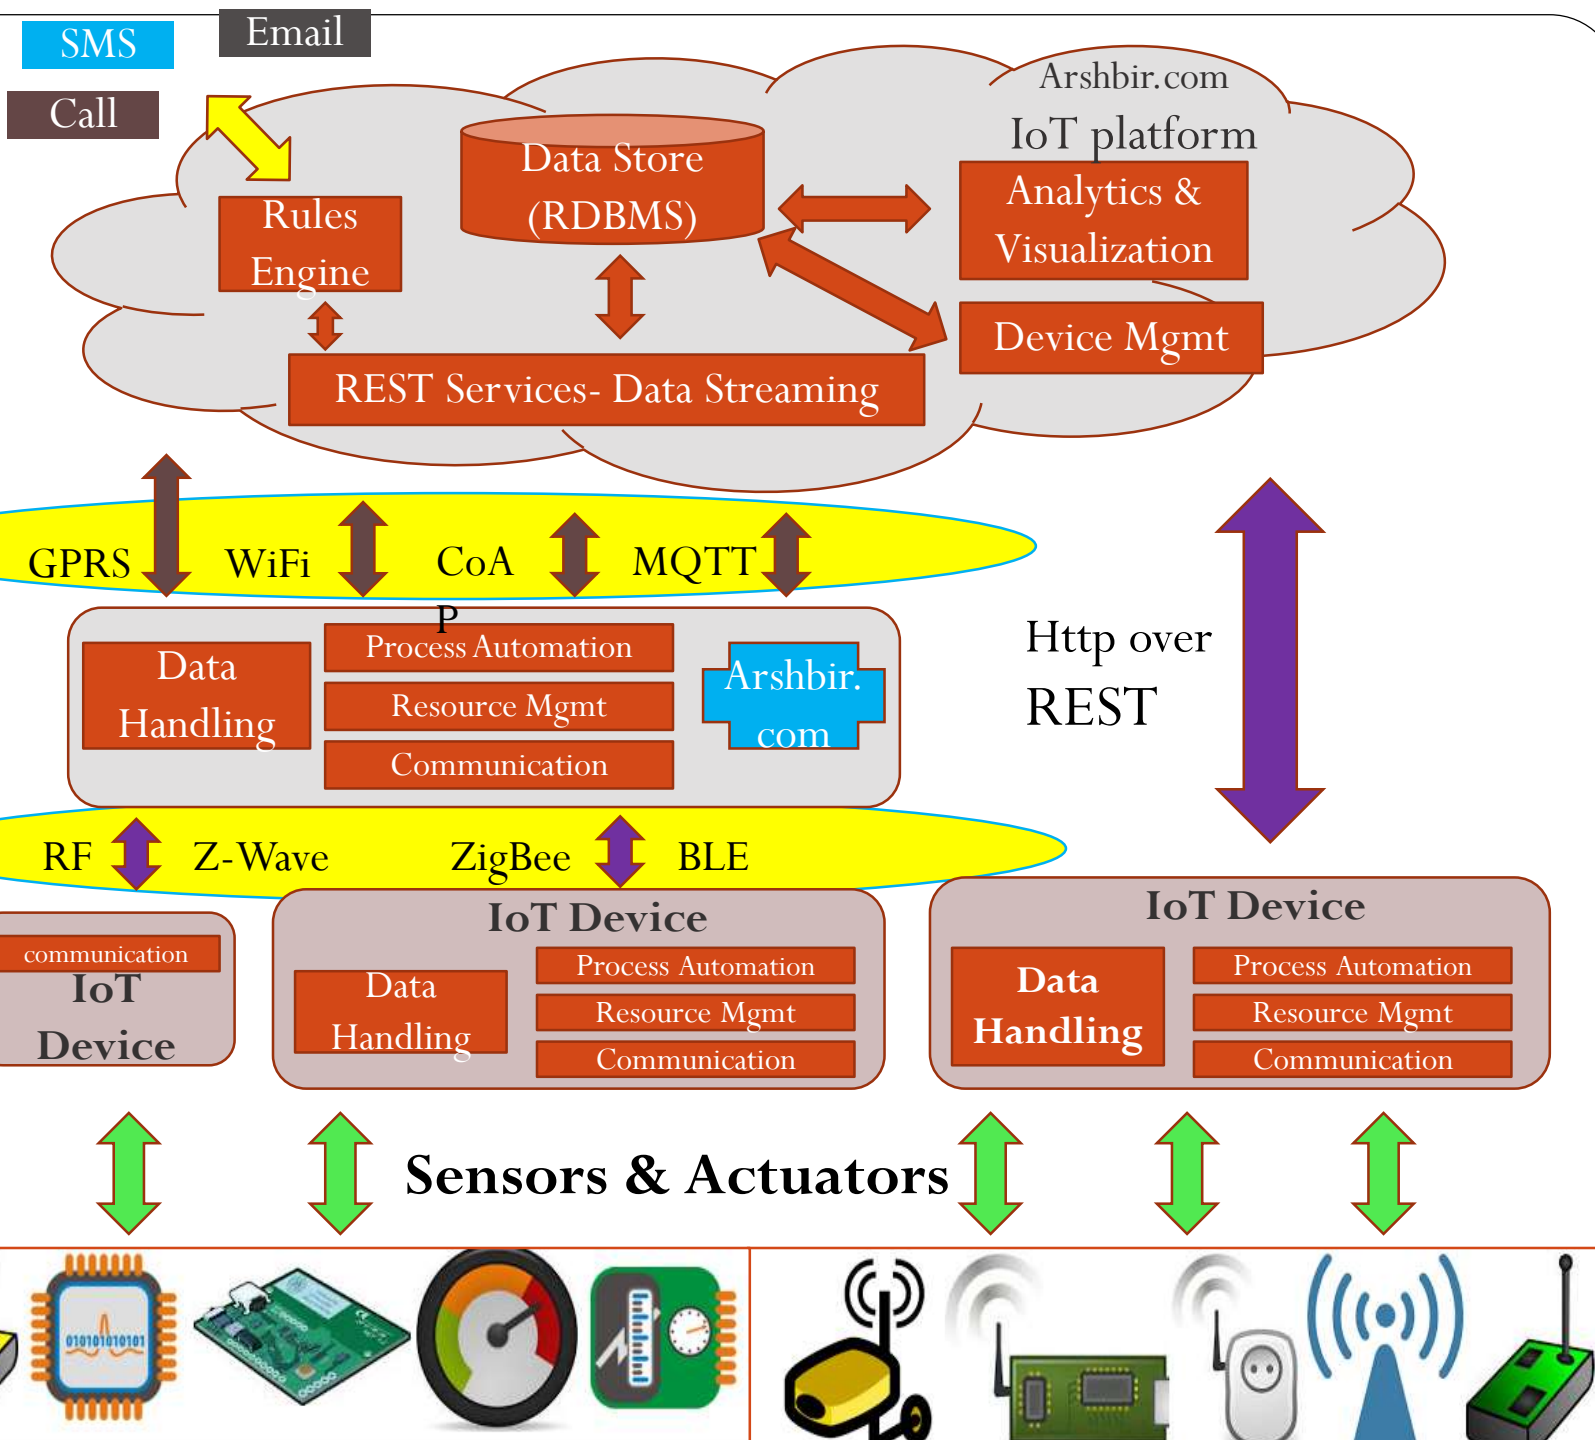 SMS
Email
Call
Arshbir.com
IoT platform
Data Store
(RDBMS)
Analytics &
Visualization
Rules
Engine
Device Mgmt
REST Services- Data Streaming
GPRS
WiFi
CoA
P
MQTT
Data
Handling
Process Automation
Resource Mgmt
Communication
Arshbir.
com
Http over
REST
RF
Z-Wave
ZigBee
BLE
communication
IoT
Device
IoT Device
Data
Handling
Process Automation
Resource Mgmt
Communication
IoT Device
Data
Handling
Process Automation
Resource Mgmt
Communication
Sensors & Actuators
010101010101